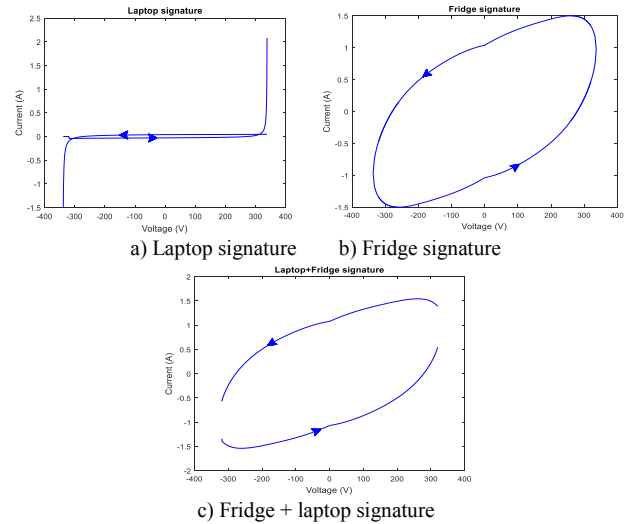 Laptop signature
2.5
2
1.5
1
0.5
0
-0.5
-1
-1.5
Current (A)
-400 -300 -200 -100 0 100 200 300 400
Voltage (V)
a) Laptop signature
Fridge signature
1.5
1
0.5
0
-0.5
-1
-1.5
Current (A)
-400 -300 -200 -100 0 100 200 300 400
Voltage (V)
b) Fridge signature
Laptop+Fridge signature
2
1.5
1
0.5
0
-0.5
-1
-1.5
-2
Current (A)
-400 -300 -200 -100 0 100 200 300 400
Voltage (V)
c) Fridge + laptop signature